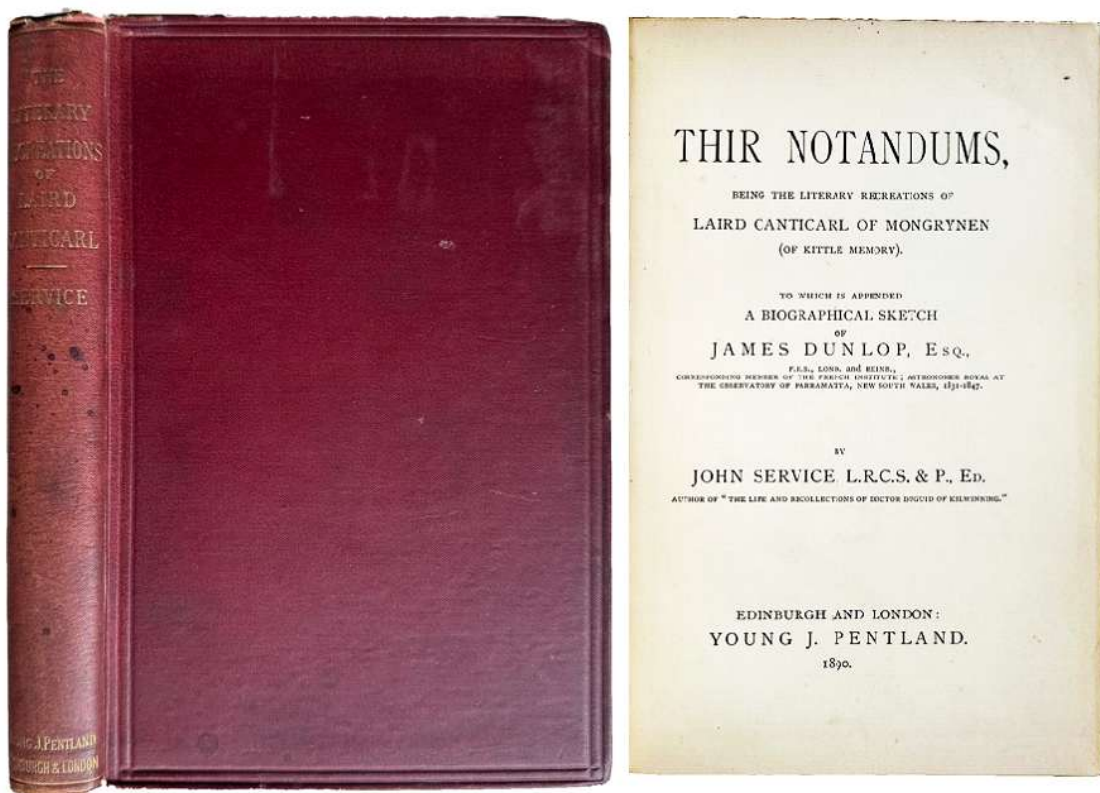 THE
LITERARY
RECREATIONS
OF
LAIRD
CANTICARL
SERVICE
YOUNG J. PENTLAND
EDINBURGH & LONDON
THIR NOTANDUMS,
BEING THE LITERARY RECREATIONS OF
LAIRD CANTICARL OF MONGRYNEN
(OF KITTLE MEMORY).
TO WHICH IS APPENDED
A BIOGRAPHICAL SKETCH
OF
JAMES DUNLOP, ESQ.,
F.R.S., LOND. and EDINB.,
CORRESPONDING MEMBER OF THE FRENCH INSTITUTE; ASTRONOMER ROYAL AT
THE OBSERVATORY OF PARRAMATTA, NEW SOUTH WALES, 1831-1847.
BY
JOHN SERVICE L.R.C.S. & P., ED.
AUTHOR OF "THE LIFE AND RECOLLECTIONS OF DOCTOR DUGUID OF KILWINNING."
EDINBURGH AND LONDON:
YOUNG J. PENTLAND.
1890.